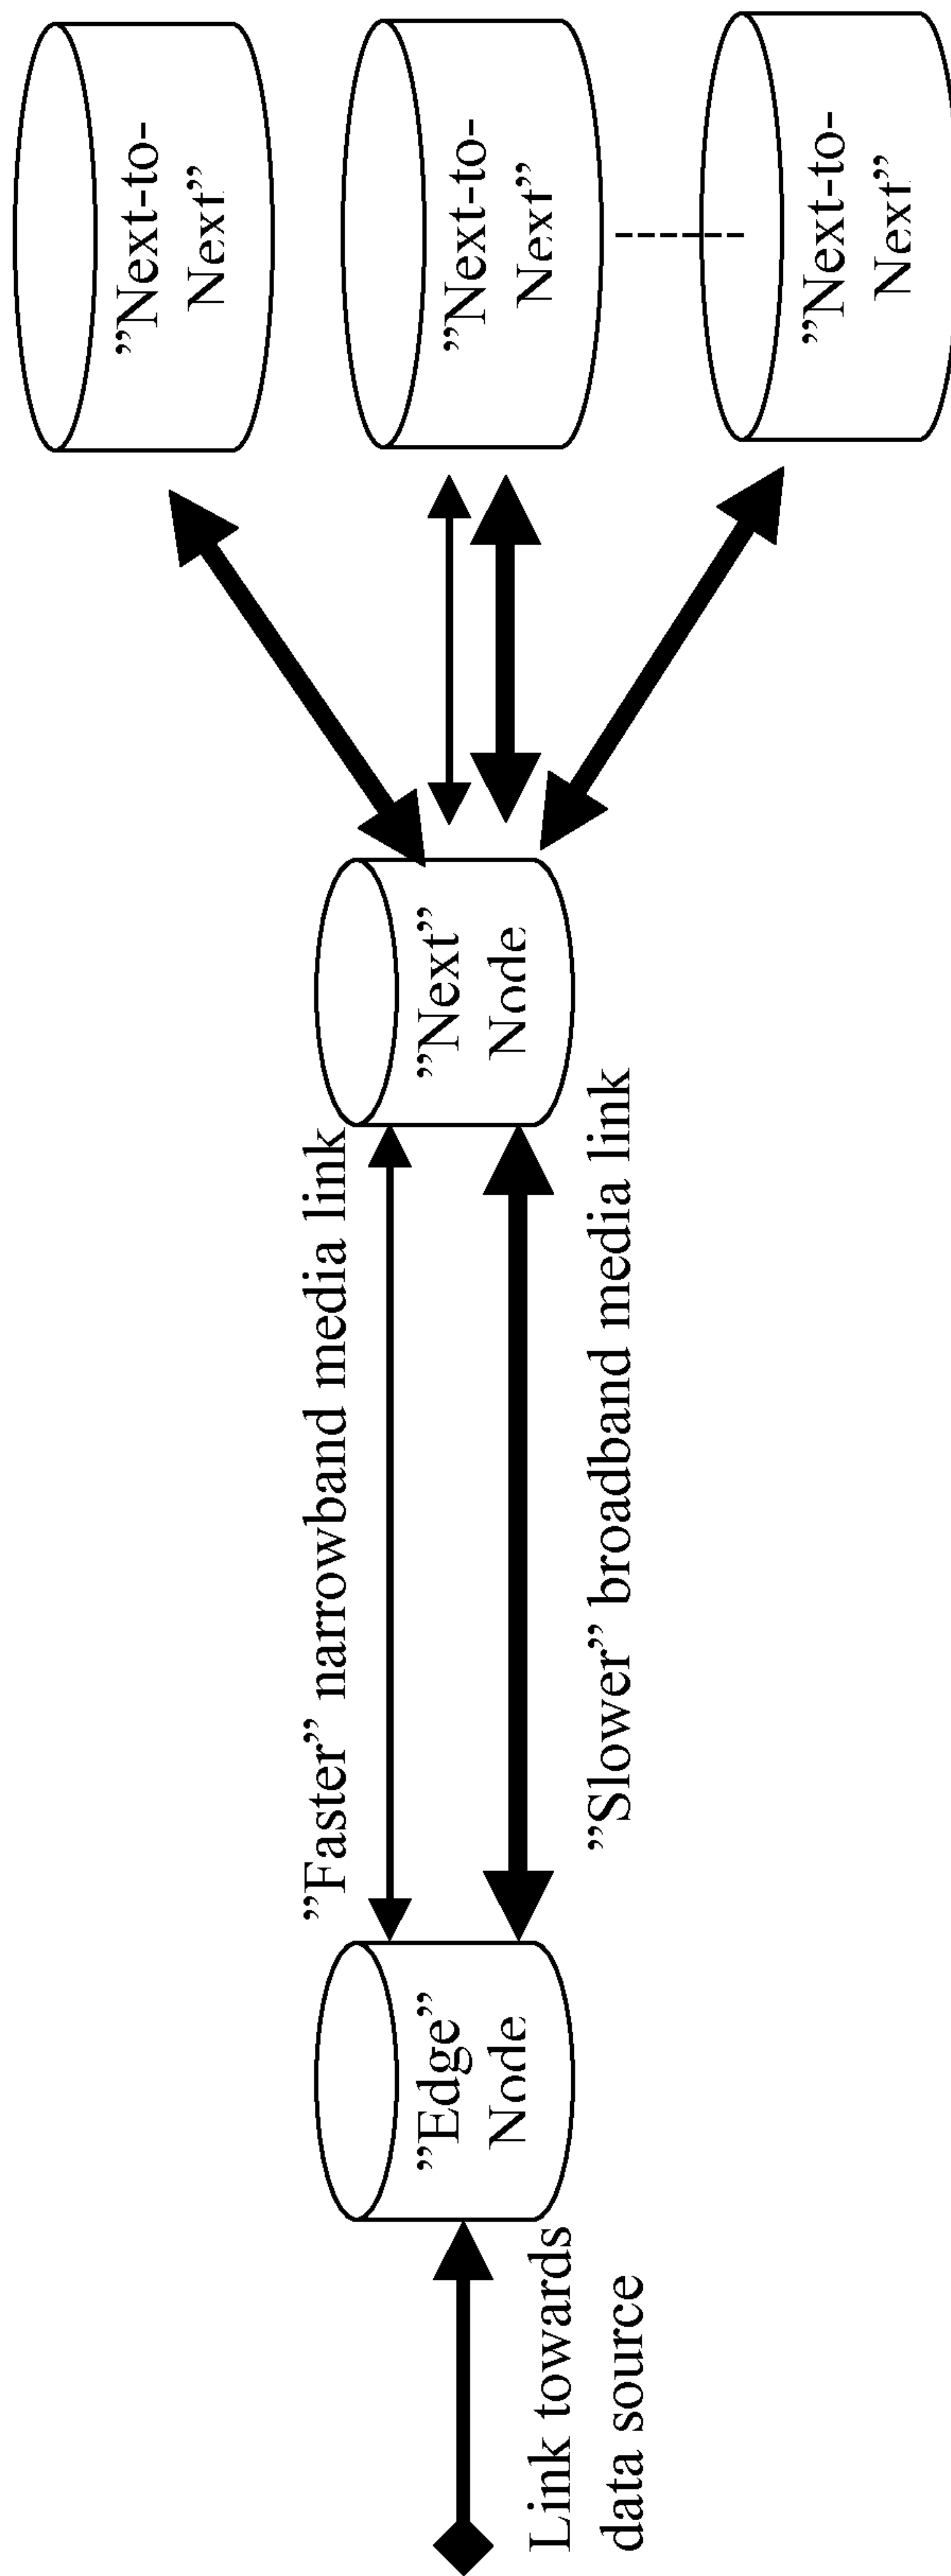 ”Next-to-
Next”
”Next-to-
Next”
”Next-to-
Next”
”Faster” narrowband media link
”Edge”
Node
”Next”
Node
”Slower” broadband media link
Link towards
data source